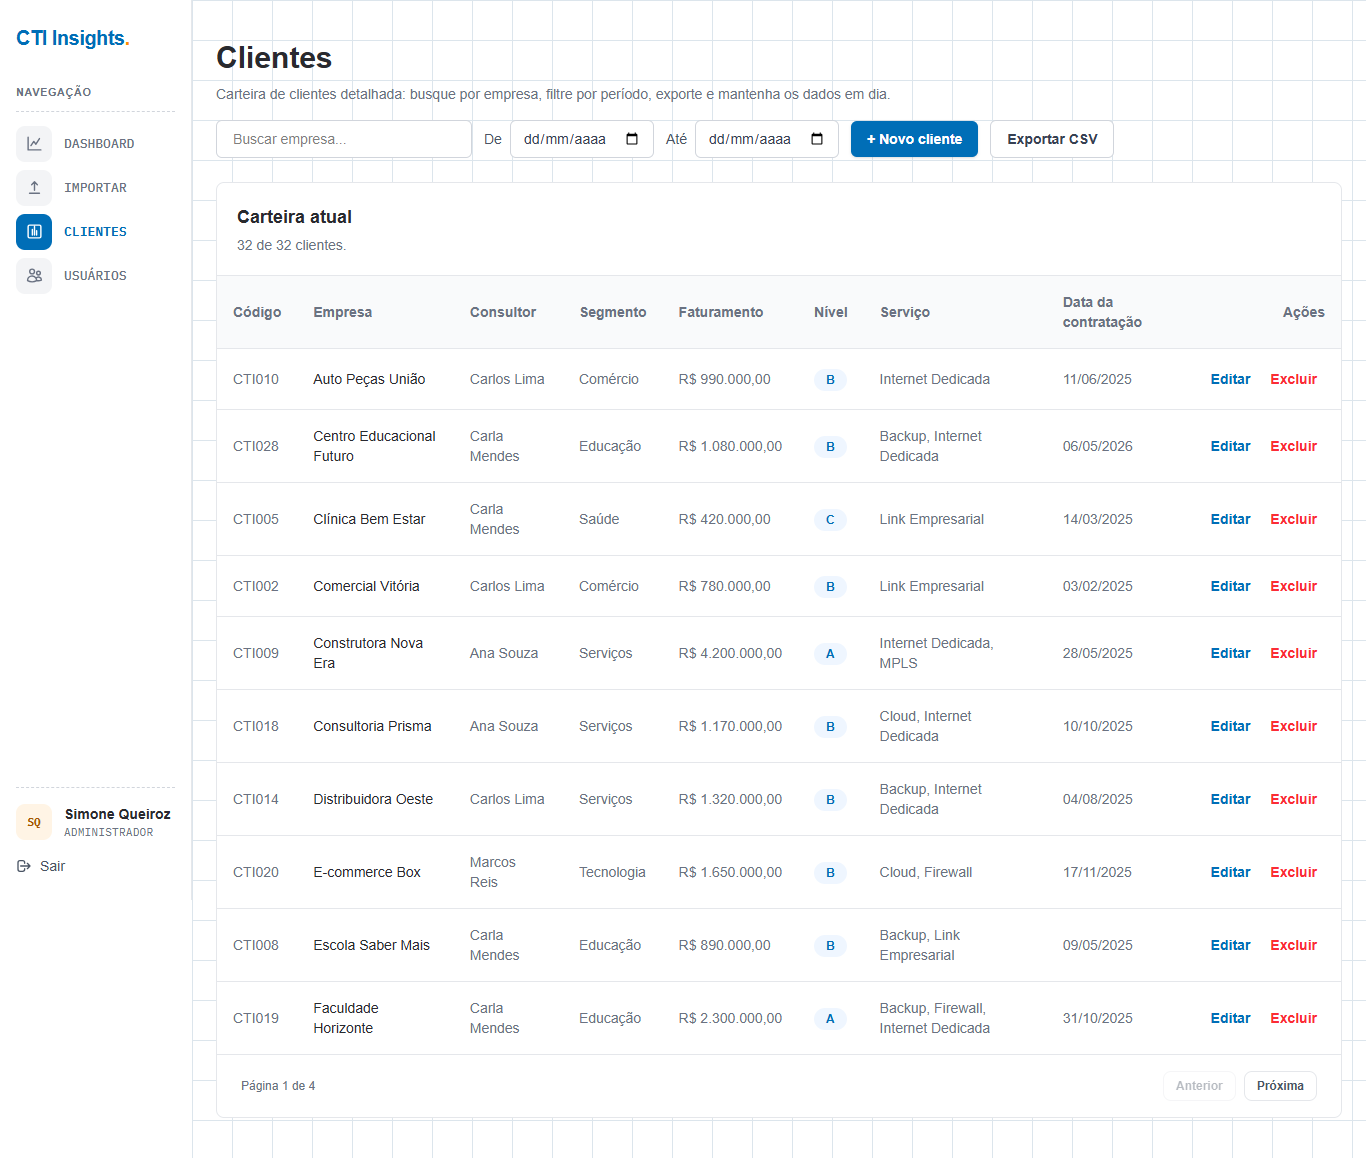 CTI Insights.
NAVEGAÇÃO
DASHBOARD
IMPORTAR
CLIENTES
USUÁRIOS
SQ
Simone Queiroz
ADMINISTRADOR
Sair
Clientes
Carteira de clientes detalhada: busque por empresa, filtre por período, exporte e mantenha os dados em dia.
Buscar empresa... De dd/mm/aaaa Até dd/mm/aaaa + Novo cliente Exportar CSV
Carteira atual
32 de 32 clientes.
Código Empresa Consultor Segmento Faturamento Nível Serviço Data da contratação Ações
CTI010 Auto Peças União Carlos Lima Comércio R$ 990.000,00 B Internet Dedicada 11/06/2025 Editar Excluir
CTI028 Centro Educacional Futuro Carla Mendes Educação R$ 1.080.000,00 B Backup, Internet Dedicada 06/05/2026 Editar Excluir
CTI005 Clínica Bem Estar Carla Mendes Saúde R$ 420.000,00 C Link Empresarial 14/03/2025 Editar Excluir
CTI002 Comercial Vitória Carlos Lima Comércio R$ 780.000,00 B Link Empresarial 03/02/2025 Editar Excluir
CTI009 Construtora Nova Era Ana Souza Serviços R$ 4.200.000,00 A Internet Dedicada, MPLS 28/05/2025 Editar Excluir
CTI018 Consultoria Prisma Ana Souza Serviços R$ 1.170.000,00 B Cloud, Internet Dedicada 10/10/2025 Editar Excluir
CTI014 Distribuidora Oeste Carlos Lima Serviços R$ 1.320.000,00 B Backup, Internet Dedicada 04/08/2025 Editar Excluir
CTI020 E-commerce Box Marcos Reis Tecnologia R$ 1.650.000,00 B Cloud, Firewall 17/11/2025 Editar Excluir
CTI008 Escola Saber Mais Carla Mendes Educação R$ 890.000,00 B Backup, Link Empresarial 09/05/2025 Editar Excluir
CTI019 Faculdade Horizonte Carla Mendes Educação R$ 2.300.000,00 A Backup, Firewall, Internet Dedicada 31/10/2025 Editar Excluir
Página 1 de 4 Anterior Próxima